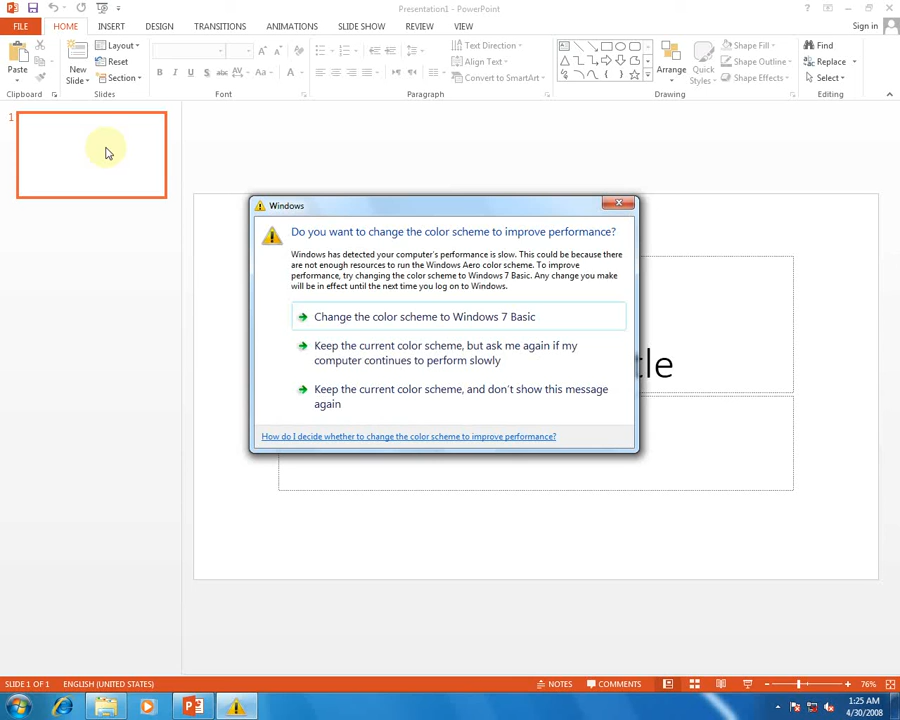 Presentation1 - PowerPoint
FILE HOME INSERT DESIGN TRANSITIONS ANIMATIONS SLIDE SHOW REVIEW VIEW Sign in
Paste
New
Slide
Layout
Reset
Section
B I U S abc AV Aa A
Text Direction
Align Text
Convert to SmartArt
Arrange
Quick
Styles
Shape Fill
Shape Outline
Shape Effects
Find
Replace
Select
Clipboard Slides Font Paragraph Drawing Editing
1
Windows
Do you want to change the color scheme to improve performance?
Windows has detected your computer's performance is slow. This could be because there
are not enough resources to run the Windows Aero color scheme. To improve
performance, try changing the color scheme to Windows 7 Basic. Any change you make
will be in effect until the next time you log on to Windows.
Change the color scheme to Windows 7 Basic
Keep the current color scheme, but ask me again if my
computer continues to perform slowly
Keep the current color scheme, and don't show this message
again
How do I decide whether to change the color scheme to improve performance?
tle
SLIDE 1 OF 1 ENGLISH (UNITED STATES) NOTES COMMENTS 76%
1:25 AM
4/30/2008